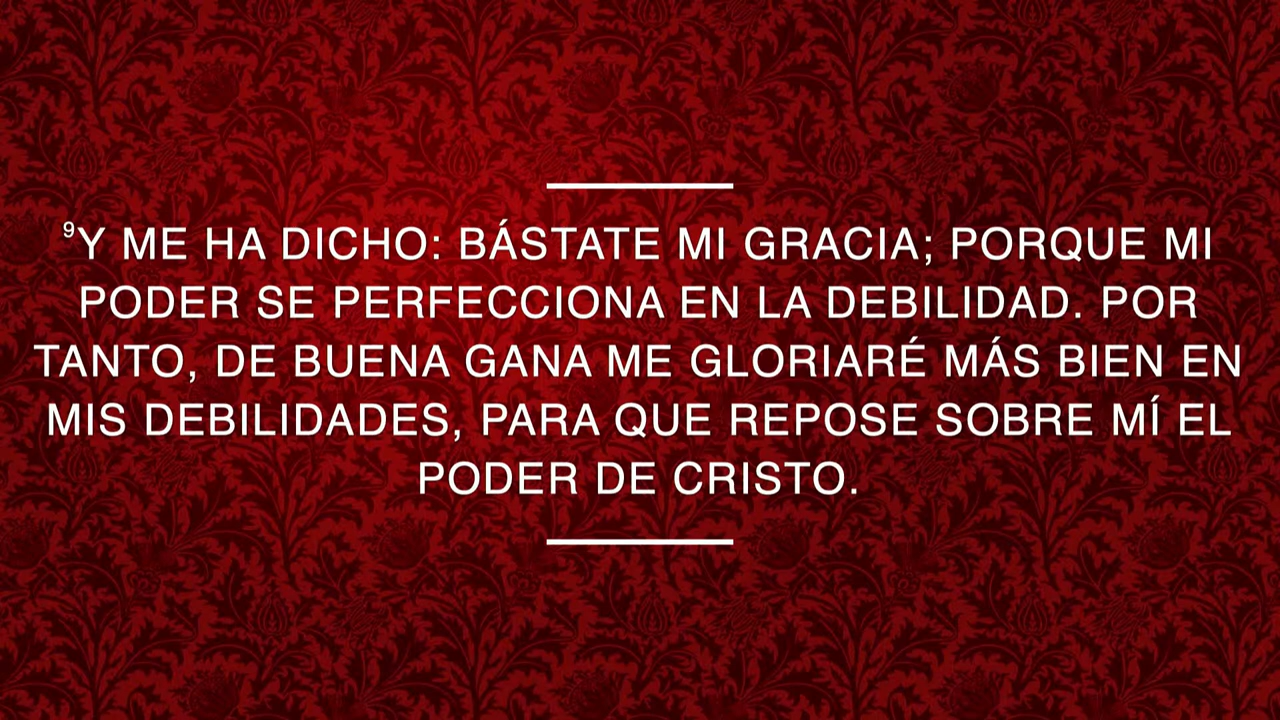 ⁹Y ME HA DICHO: BÁSTATE MI GRACIA; PORQUE MI
PODER SE PERFECCIONA EN LA DEBILIDAD. POR
TANTO, DE BUENA GANA ME GLORIARÉ MÁS BIEN EN
MIS DEBILIDADES, PARA QUE REPOSE SOBRE MÍ EL
PODER DE CRISTO.